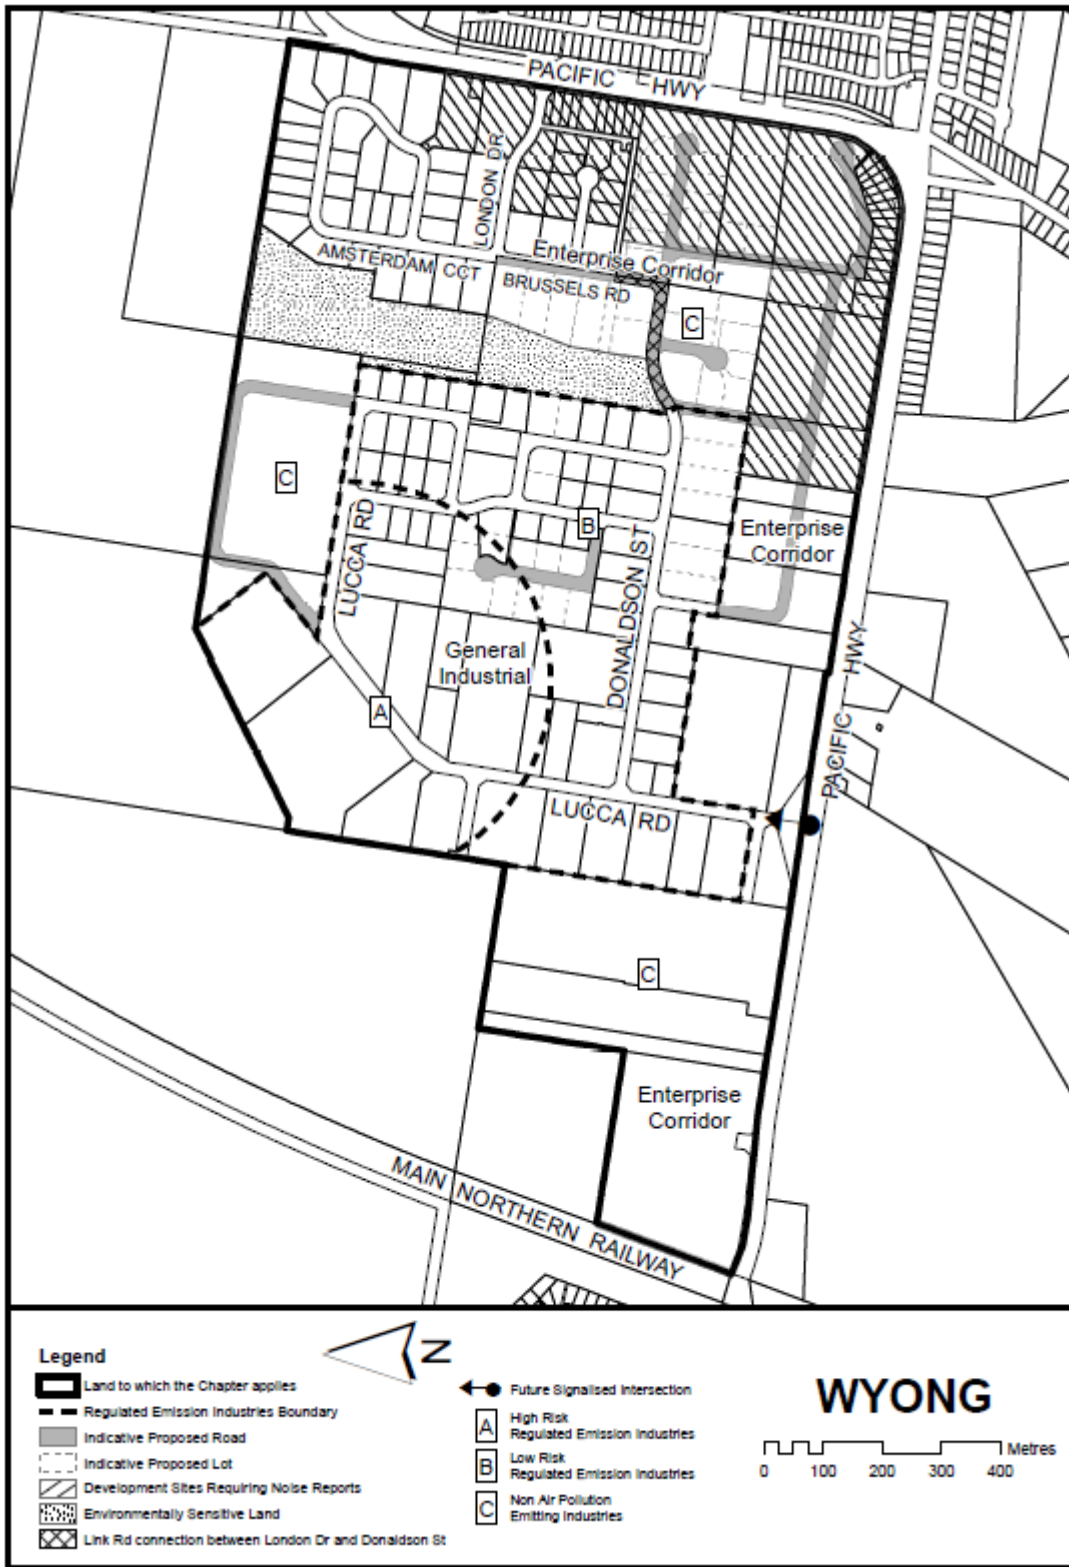 PACIFIC HWY
LONDON DR
Enterprise Corridor
AMSTERDAM CCT
BRUSSELS RD
C
C
LUCCA RD
B
DONALDSON ST
Enterprise
Corridor
General
Industrial
A
PACIFIC HWY
LUCCA RD
C
Enterprise
Corridor
MAIN NORTHERN RAILWAY
Legend
Land to which the Chapter applies
Regulated Emission Industries Boundary
Indicative Proposed Road
Indicative Proposed Lot
Development Sites Requiring Noise Reports
Environmentally Sensitive Land
Link Rd connection between London Dr and Donaldson St
N
Future Signalised Intersection
A
High Risk
Regulated Emission Industries
B
Low Risk
Regulated Emission Industries
C
Non Air Pollution
Emitting Industries
WYONG
Metres
0 100 200 300 400